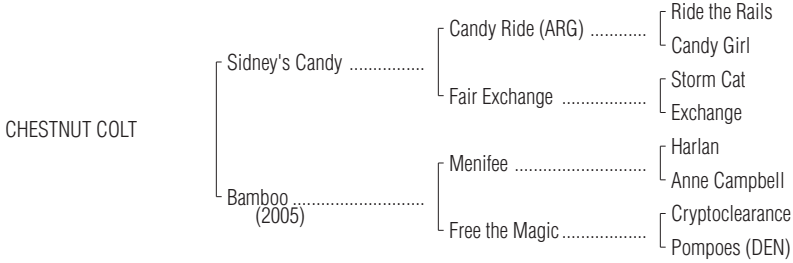 Ride the Rails
Candy Ride (ARG) ............
Candy Girl
Sidney's Candy ................
Storm Cat
Fair Exchange ..................
Exchange
CHESTNUT COLT
Harlan
Menifee ............................
Anne Campbell
Bamboo ............................
(2005)
Cryptoclearance
Free the Magic..................
Pompoes (DEN)